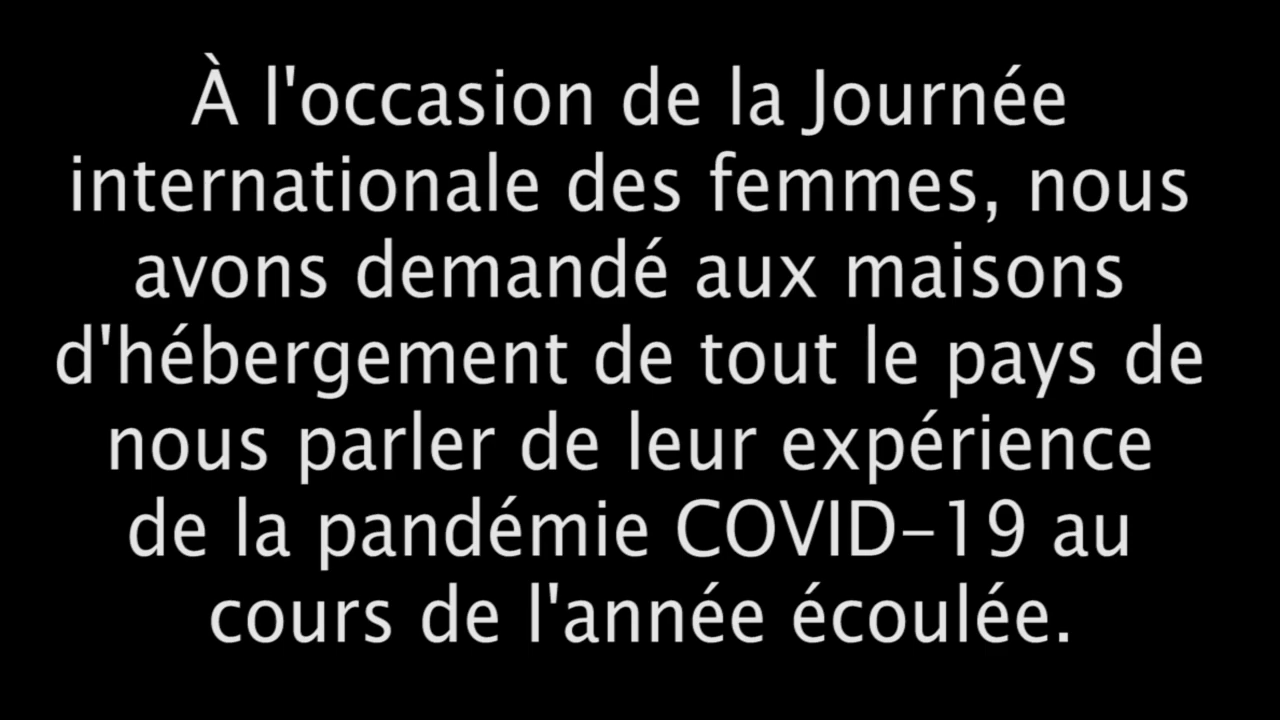 À l'occasion de la Journée
internationale des femmes, nous
avons demandé aux maisons
d'hébergement de tout le pays de
nous parler de leur expérience
de la pandémie COVID-19 au
cours de l'année écoulée.